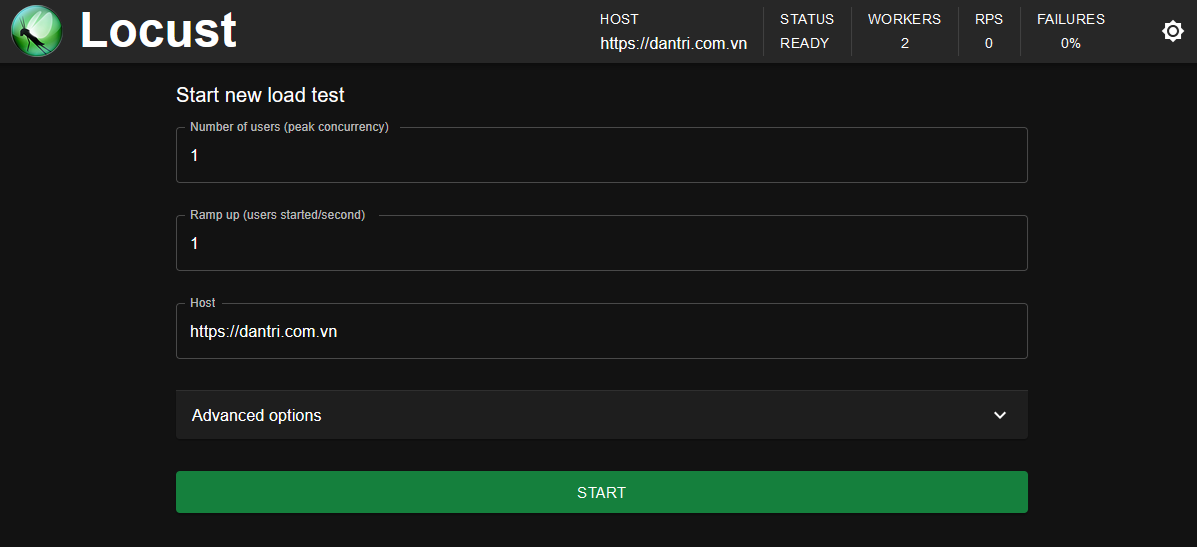 Locust
HOST
https://dantri.com.vn
STATUS
READY
WORKERS
2
RPS
0
FAILURES
0%
Start new load test
Number of users (peak concurrency)
1
Ramp up (users started/second)
1
Host
https://dantri.com.vn
Advanced options
START